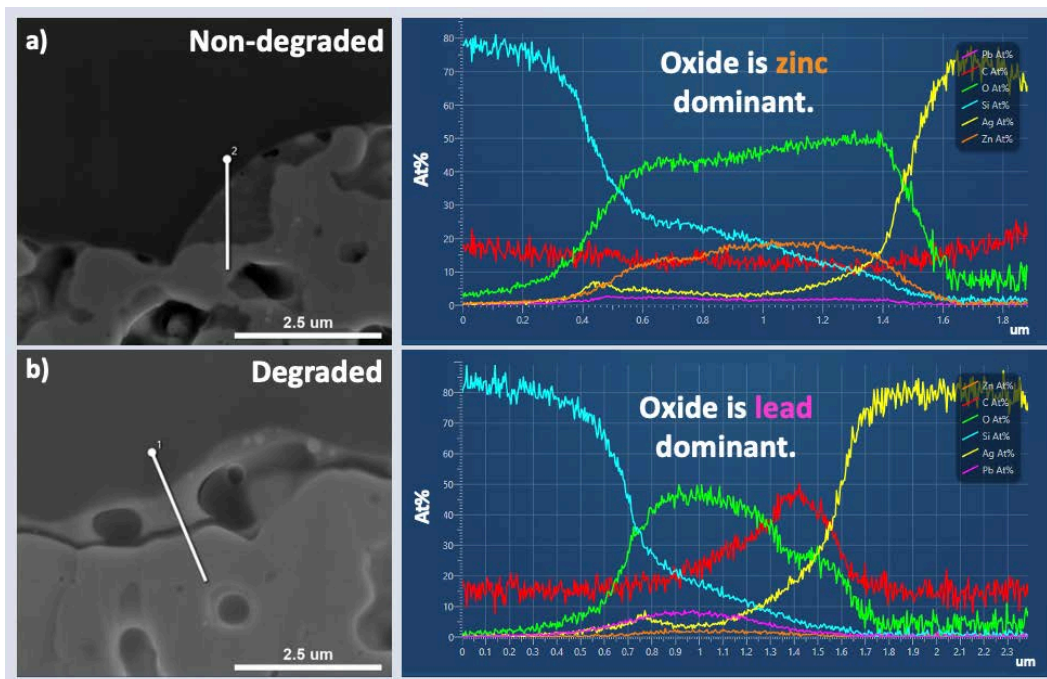 a)
Non-degraded
2
2.5 um
Oxide is zinc
dominant.
Pb At%
C At%
O At%
Si At%
Ag At%
Zn At%
At%
80
70
60
50
40
30
20
10
0
0 0.2 0.4 0.6 0.8 1 1.2 1.4 1.6 1.8
um
b)
Degraded
1
2.5 um
Oxide is lead
dominant.
Zn At%
C At%
O At%
Si At%
Ag At%
Pb At%
At%
80
70
60
50
40
30
20
10
0
0 0.1 0.2 0.3 0.4 0.5 0.6 0.7 0.8 0.9 1 1.1 1.2 1.3 1.4 1.5 1.6 1.7 1.8 1.9 2 2.1 2.2 2.3
um